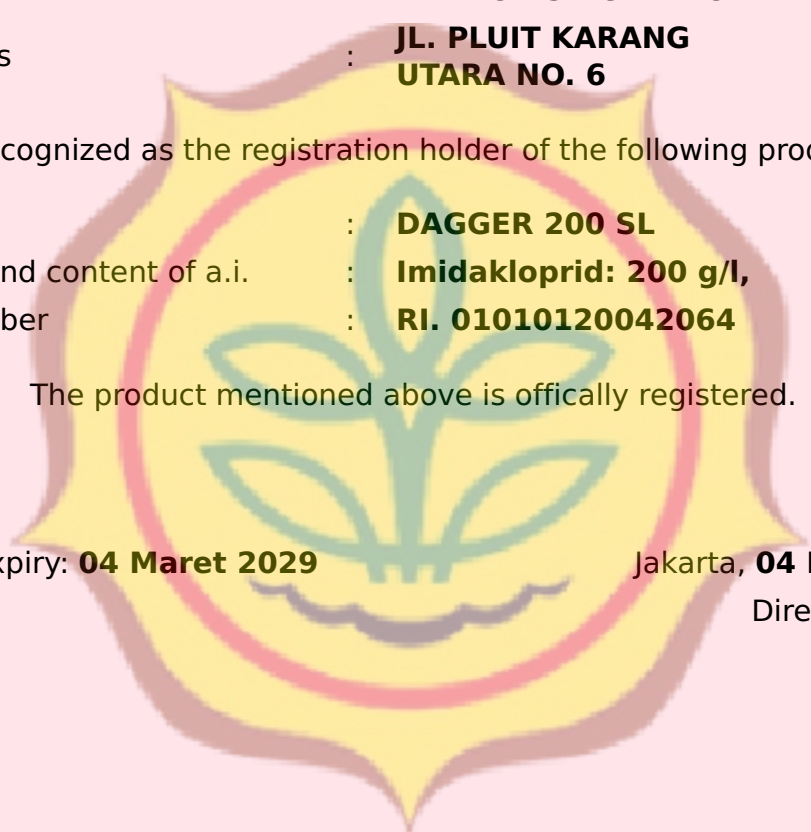 JL. PLUIT KARANG
s : UTARA NO. 6
cognized as the registration holder of the following proc
: DAGGER 200 SL
nd content of a.i. : Imidakloprid: 200 g/l,
ber : RI. 01010120042064
The product mentioned above is offically registered.
xpiry: 04 Maret 2029 Jakarta, 04
Dire